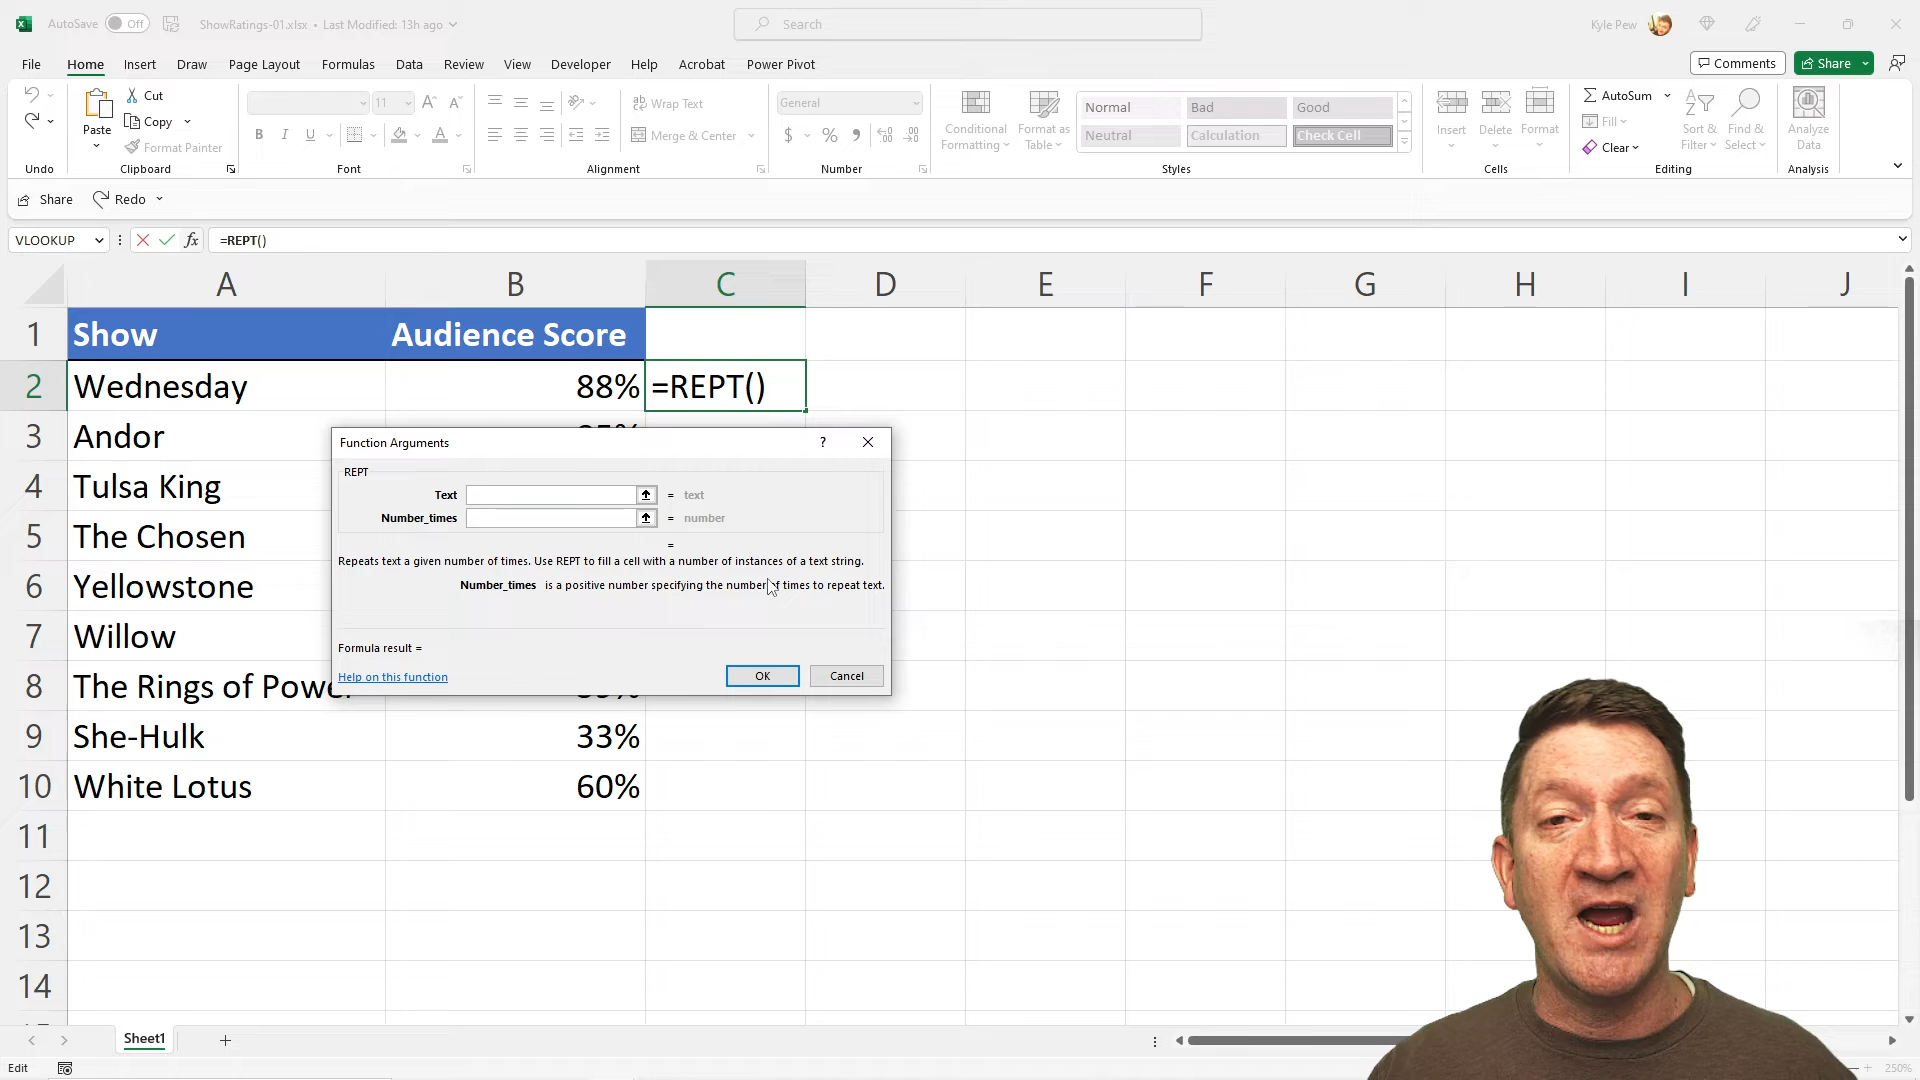 AutoSave Off ShowRatings-01.xlsx • Last Modified: 13h ago Search Kyle Pew
File Home Insert Draw Page Layout Formulas Data Review View Developer Help Acrobat Power Pivot Comments Share
Cut
Copy
Format Painter
Paste
11
B I U
Wrap Text
Merge & Center
General
$ % 9
Conditional Formatting
Format as Table
Normal Bad Good
Neutral Calculation Check Cell
Insert Delete Format
AutoSum
Fill
Clear
Sort & Filter
Find & Select
Analyze Data
Undo Clipboard Font Alignment Number Styles Cells Editing Analysis
Share Redo
VLOOKUP fx =REPT()
A B C D E F G H I J
1 Show Audience Score
2 Wednesday 88% =REPT()
3 Andor
4 Tulsa King
5 The Chosen
6 Yellowstone
7 Willow
8 The Rings of Power
9 She-Hulk 33%
10 White Lotus 60%
11
12
13
14
Function Arguments ?
REPT
Text = text
Number_times = number
=
Repeats text a given number of times. Use REPT to fill a cell with a number of instances of a text string.
Number_times is a positive number specifying the number of times to repeat text.
Formula result =
Help on this function OK Cancel
Sheet1
Edit 250%